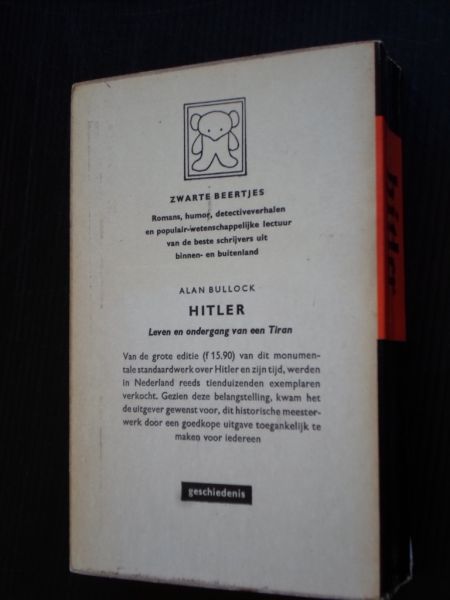 ZWARTE BEERTJES
Romans, humor, detectiveverhalen
en populair-wetenschappelijke lectuur
van de beste schrijvers uit
binnen- en buitenland
ALAN BULLOCK
HITLER
Leven en ondergang van een Tiran
Van de grote editie (f 15.90) van dit monumen-
tale standaardwerk over Hitler en zijn tijd, werden
in Nederland reeds tienduizenden exemplaren
verkocht. Gezien deze belangstelling, kwam het
de uitgever gewenst voor, dit historische meester-
werk door een goedkope uitgave toegankelijk te
maken voor iedereen
geschiedenis
hitler